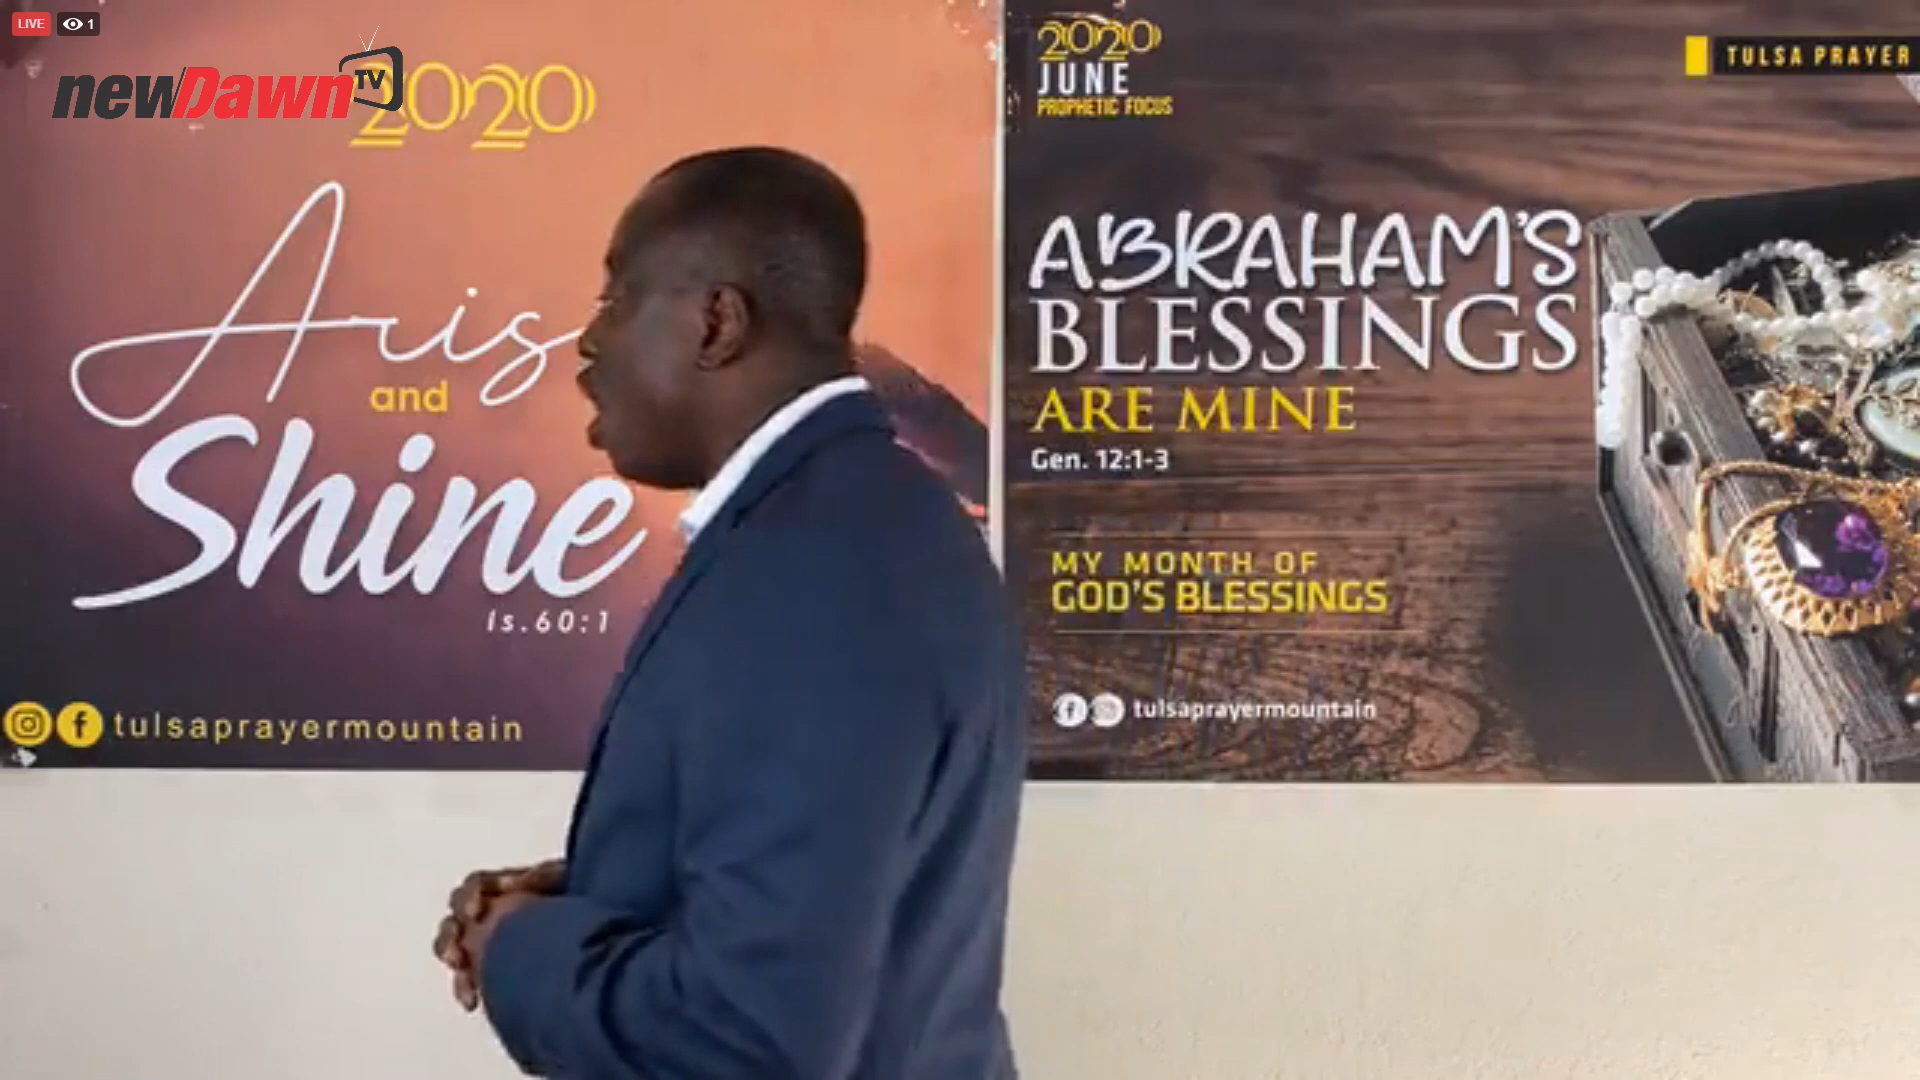 LIVE 1
newDawn TV
2020
Aris
and
Shine
Is.60:1
tulsaprayermountain
2020
JUNE
PROPHETIC FOCUS
TULSA PRAYER
ABRAHAM'S
BLESSINGS
ARE MINE
Gen. 12:1-3
MY MONTH OF
GOD'S BLESSINGS
tulsaprayermountain